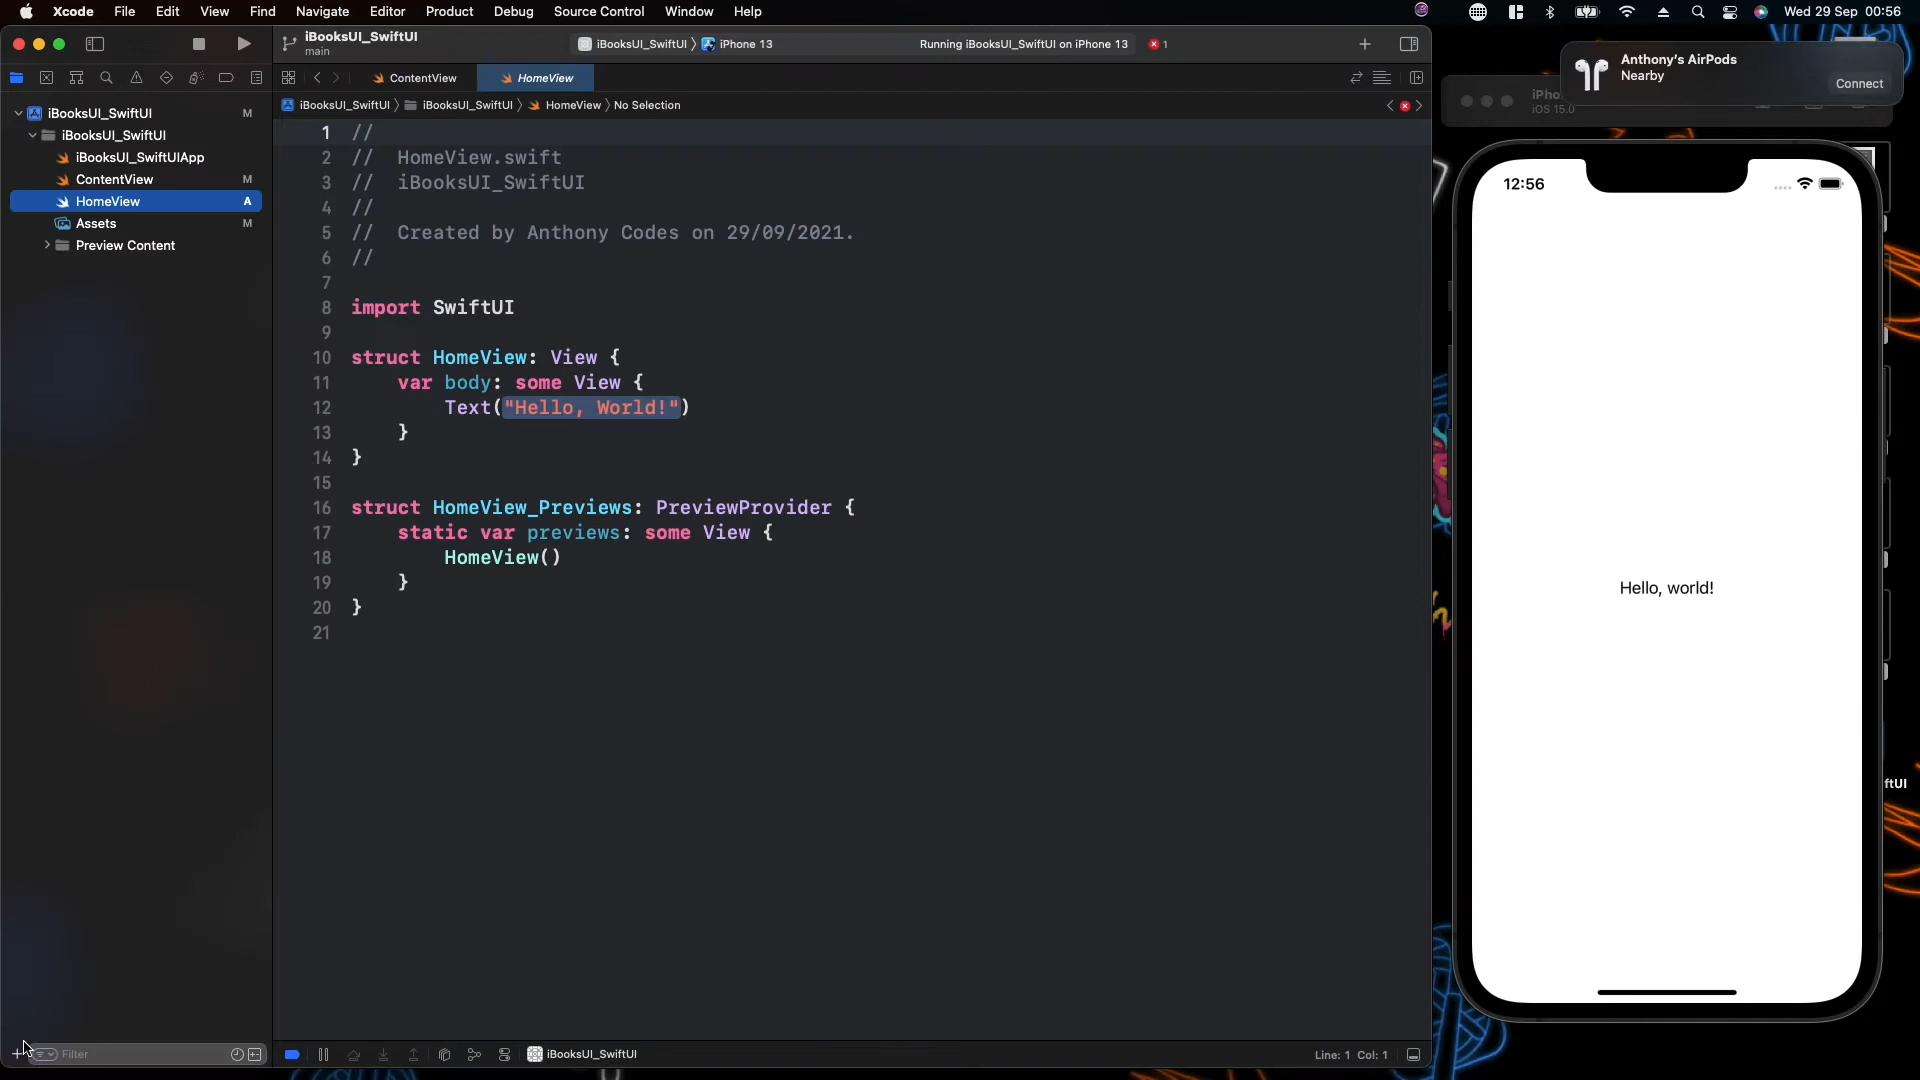 Xcode File Edit View Find Navigate Editor Product Debug Source Control Window Help Wed 29 Sep 00:56
iBooksUI_SwiftUI
main
iBooksUI_SwiftUI iPhone 13 Running iBooksUI_SwiftUI on iPhone 13 1
Anthony's AirPods
Nearby
Connect
iOS 15.0
ContentView HomeView
iBooksUI_SwiftUI iBooksUI_SwiftUI HomeView No Selection
iBooksUI_SwiftUI M
iBooksUI_SwiftUI
iBooksUI_SwiftUIApp
ContentView M
HomeView A
Assets M
Preview Content
1 //
2 // HomeView.swift
3 // iBooksUI_SwiftUI
4 //
5 // Created by Anthony Codes on 29/09/2021.
6 //
7
8 import SwiftUI
9
10 struct HomeView: View {
11 var body: some View {
12 Text("Hello, World!")
13 }
14 }
15
16 struct HomeView_Previews: PreviewProvider {
17 static var previews: some View {
18 HomeView()
19 }
20 }
21
12:56
Hello, world!
ftUI
Filter
iBooksUI_SwiftUI
Line: 1 Col: 1